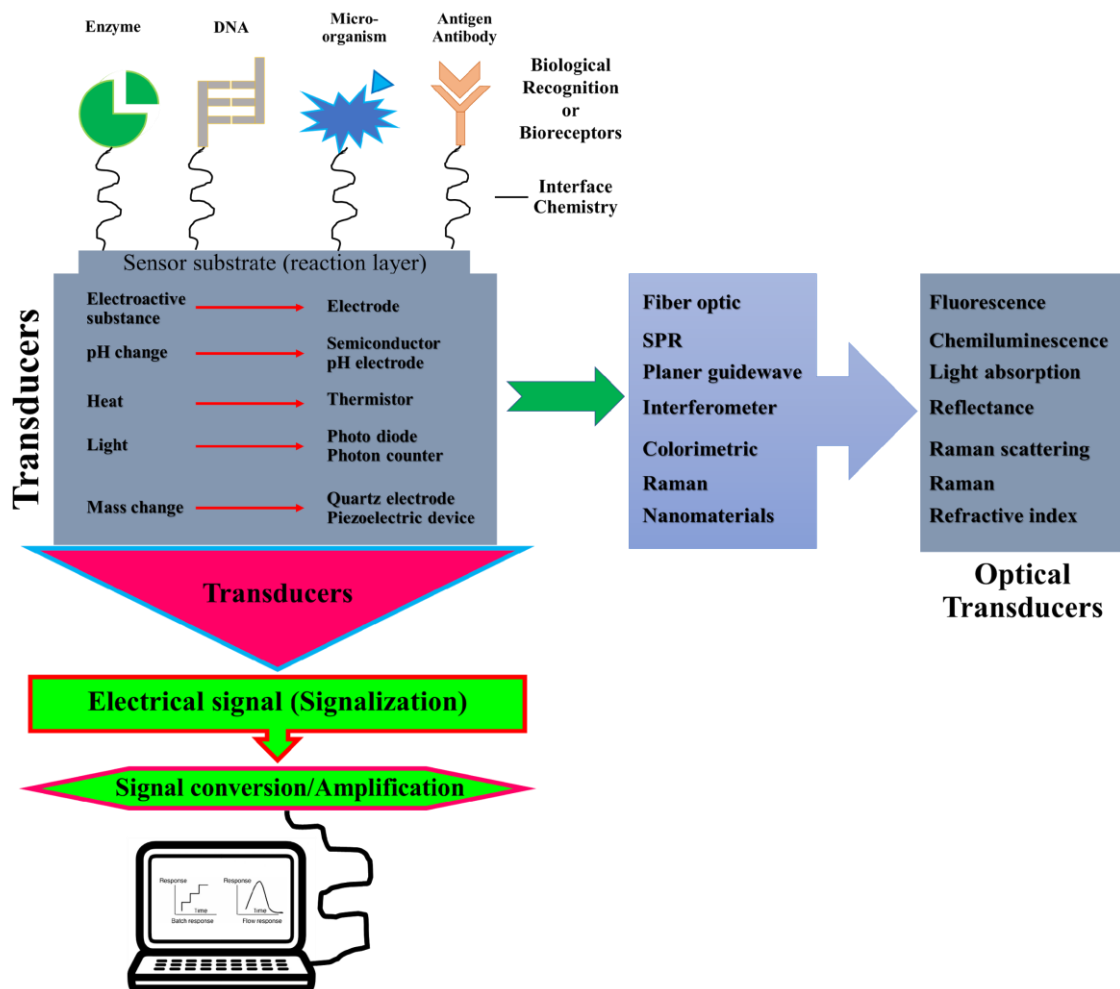 Enzyme
DNA
Micro-
organism
Antigen
Antibody
Biological
Recognition
or
Bioreceptors
Interface
Chemistry
Sensor substrate (reaction layer)
Transducers
Electroactive
substance
Electrode
pH change
Semiconductor
pH electrode
Heat
Thermistor
Light
Photo diode
Photon counter
Mass change
Quartz electrode
Piezoelectric device
Fiber optic
SPR
Planer guidewave
Interferometer
Colorimetric
Raman
Nanomaterials
Fluorescence
Chemiluminescence
Light absorption
Reflectance
Raman scattering
Raman
Refractive index
Optical
Transducers
Transducers
Electrical signal (Signalization)
Signal conversion/Amplification
Response
Time
Batch response
Response
Time
Flow response